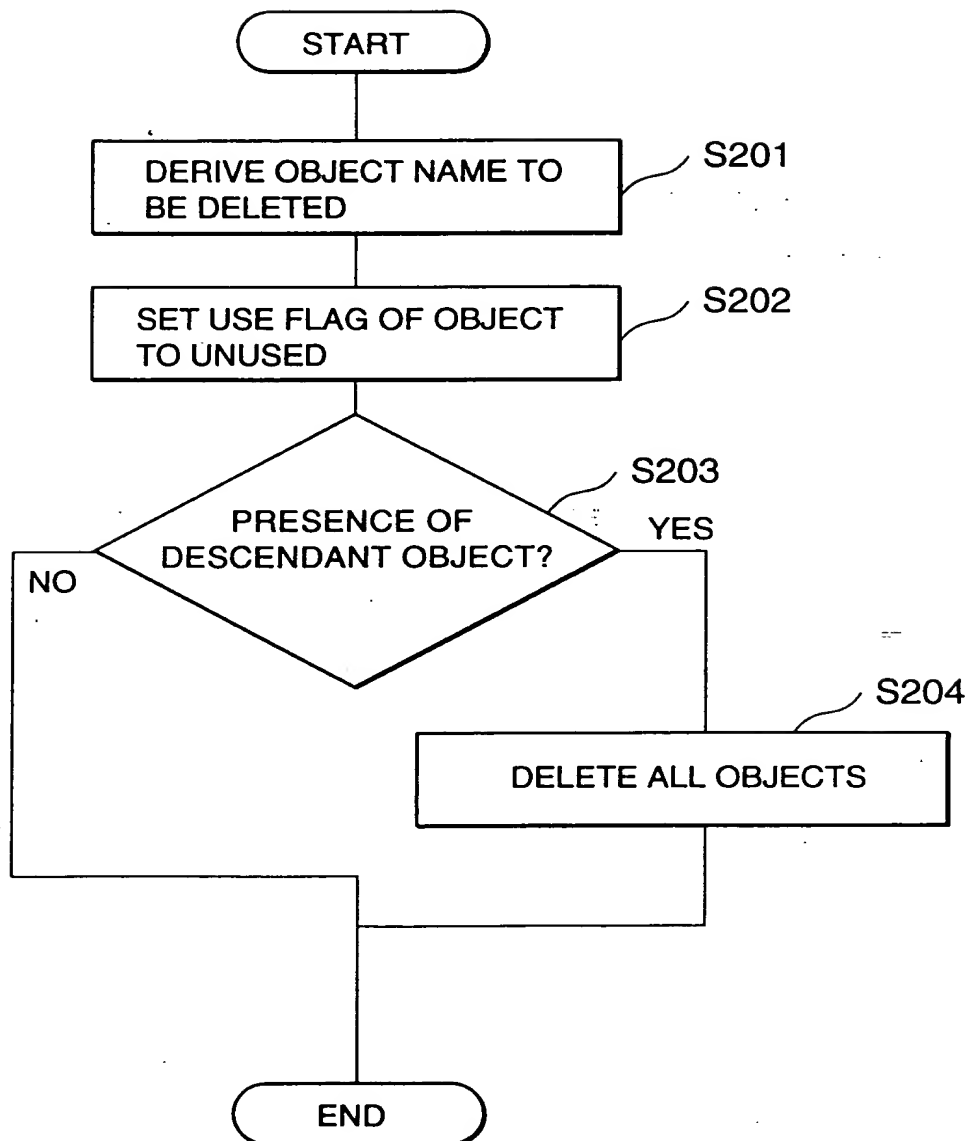 START
DERIVE OBJECT NAME TO
BE DELETED
S201
SET USE FLAG OF OBJECT
TO UNUSED
S202
S203
PRESENCE OF
DESCENDANT OBJECT?
YES
NO
S204
DELETE ALL OBJECTS
END